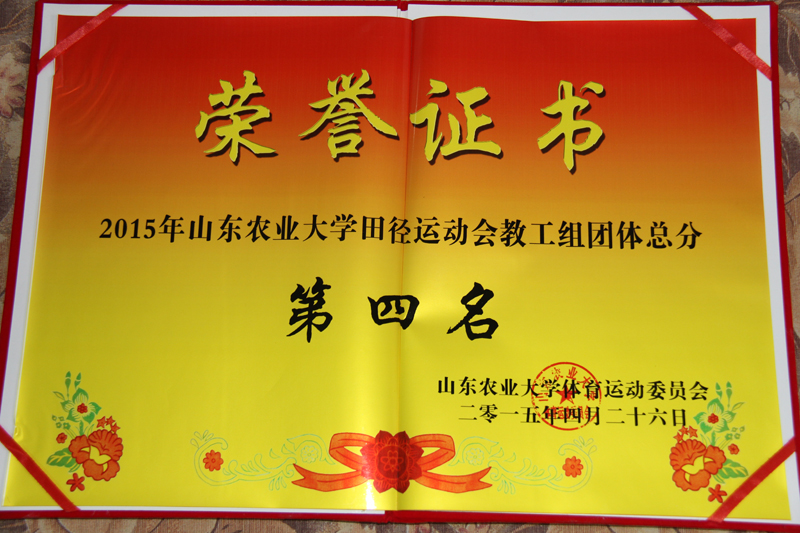 荣誉证书
2015年山东农业大学田径运动会教工组团体总分
第四名
山东农业大学体育运动委员会
二零一五年四月二十六日